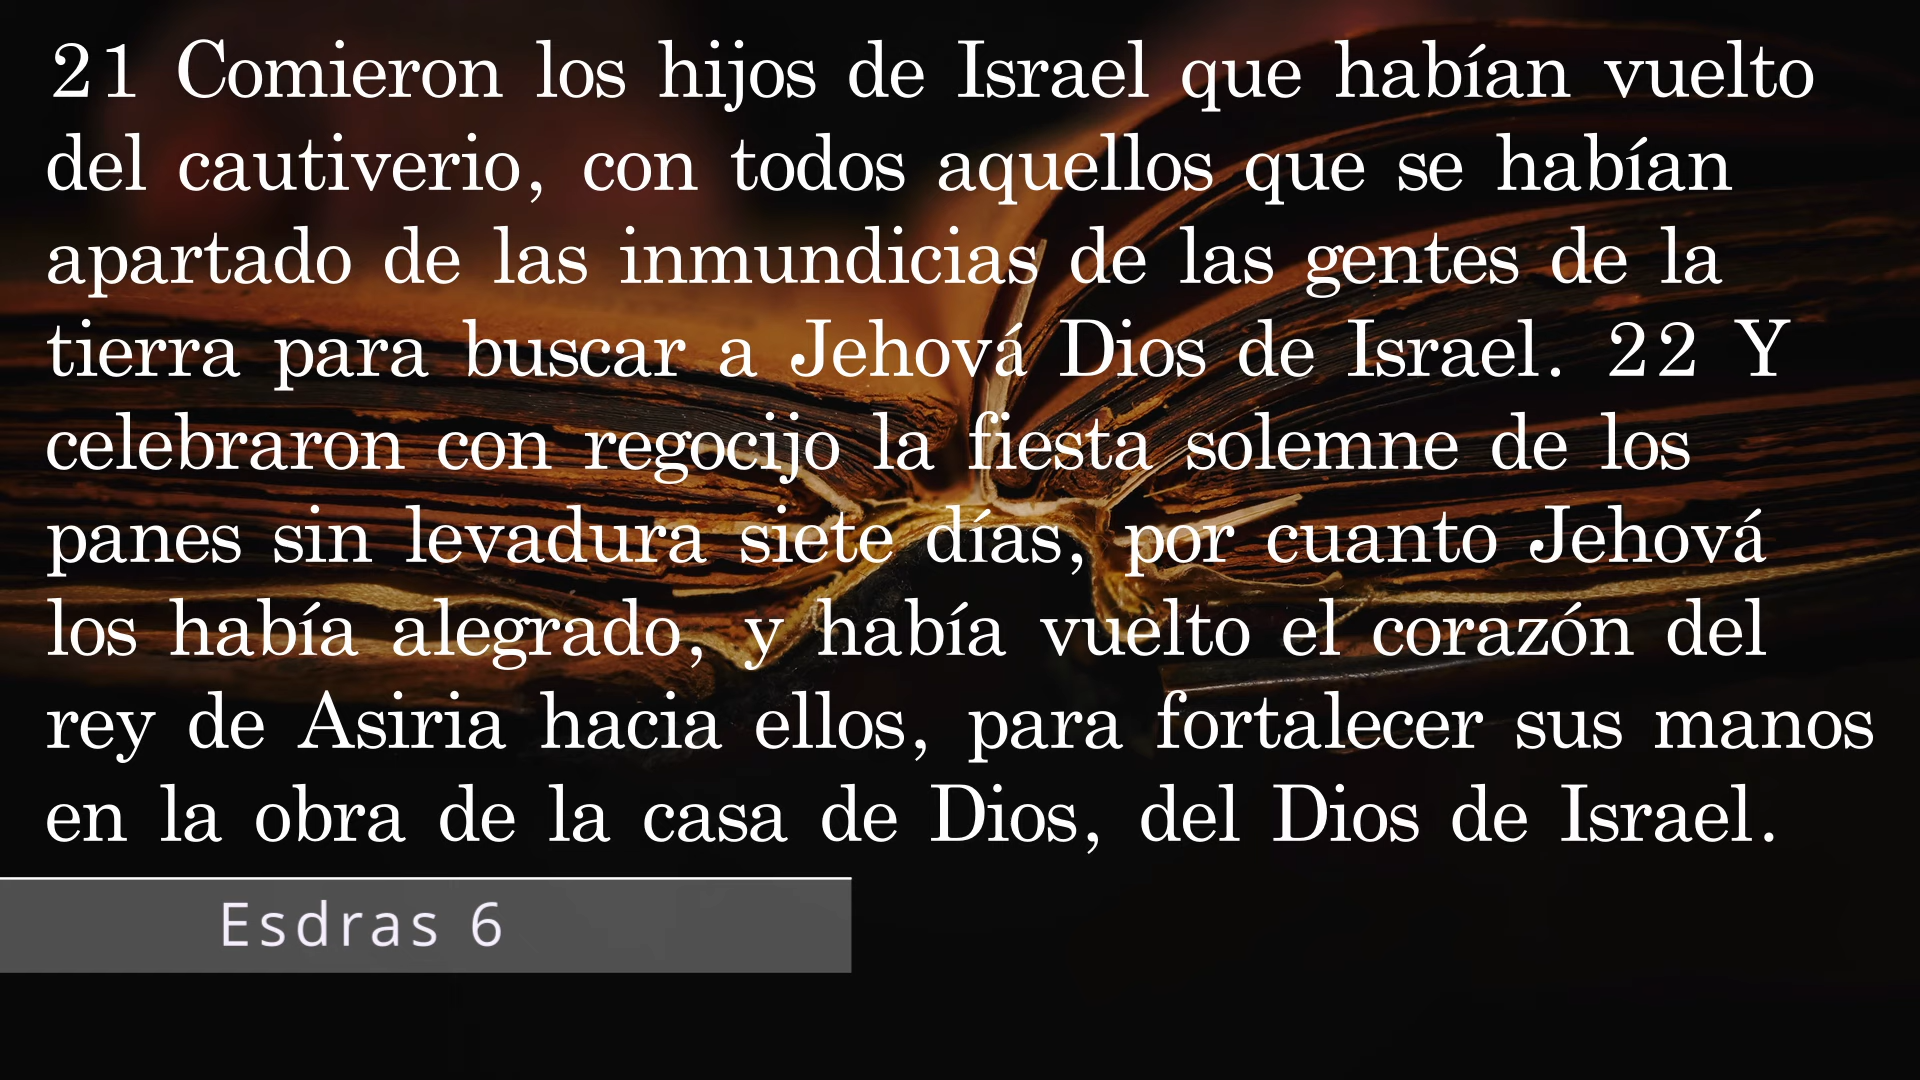 21 Comieron los hijos de Israel que habían vuelto
del cautiverio, con todos aquellos que se habían
apartado de las inmundicias de las gentes de la
tierra para buscar a Jehová Dios de Israel. 22 Y
celebraron con regocijo la fiesta solemne de los
panes sin levadura siete días, por cuanto Jehová
los había alegrado, y había vuelto el corazón del
rey de Asiria hacia ellos, para fortalecer sus manos
en la obra de la casa de Dios, del Dios de Israel.
Esdras 6